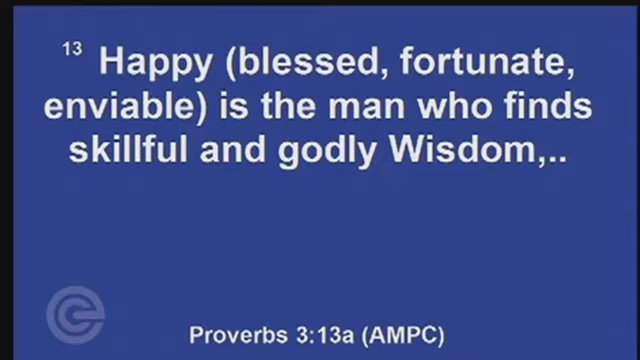 13 Happy (blessed, fortunate,
enviable) is the man who finds
skillful and godly Wisdom,..
Proverbs 3:13a (AMPC)